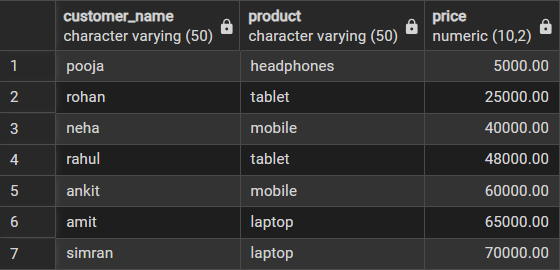 customer_name product price
character varying (50) character varying (50) numeric (10,2)
1 pooja headphones 5000.00
2 rohan tablet 25000.00
3 neha mobile 40000.00
4 rahul tablet 48000.00
5 ankit mobile 60000.00
6 amit laptop 65000.00
7 simran laptop 70000.00